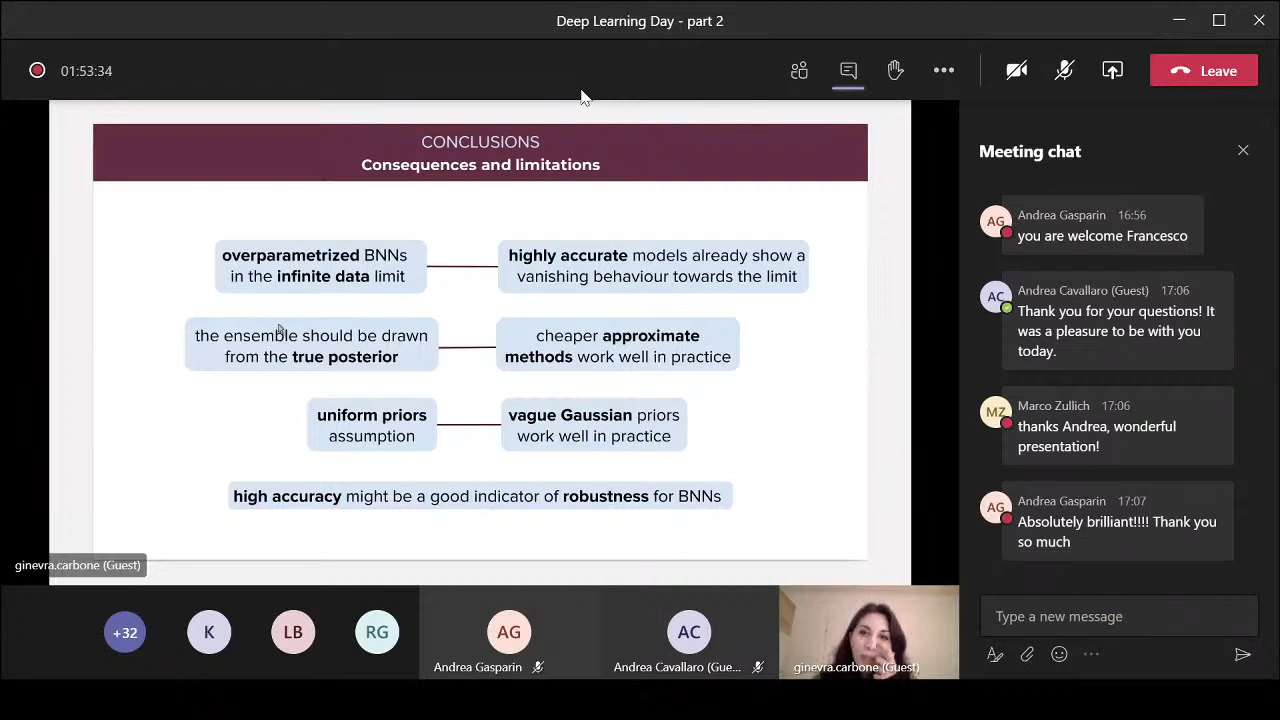 Deep Learning Day - part 2
01:53:34
Leave
CONCLUSIONS
Consequences and limitations
overparametrized BNNs
in the infinite data limit
highly accurate models already show a
vanishing behaviour towards the limit
the ensemble should be drawn
from the true posterior
cheaper approximate
methods work well in practice
uniform priors
assumption
vague Gaussian priors
work well in practice
high accuracy might be a good indicator of robustness for BNNs
ginevra.carbone (Guest)
+32
K
LB
RG
AG
Andrea Gasparin
AC
Andrea Cavallaro (Gue...
ginevra.carbone (Guest)
Meeting chat
AG
Andrea Gasparin 16:56
you are welcome Francesco
AC
Andrea Cavallaro (Guest) 17:06
Thank you for your questions! It
was a pleasure to be with you
today.
MZ
Marco Zullich 17:06
thanks Andrea, wonderful
presentation!
AG
Andrea Gasparin 17:07
Absolutely brilliant!!!! Thank you
so much
Type a new message